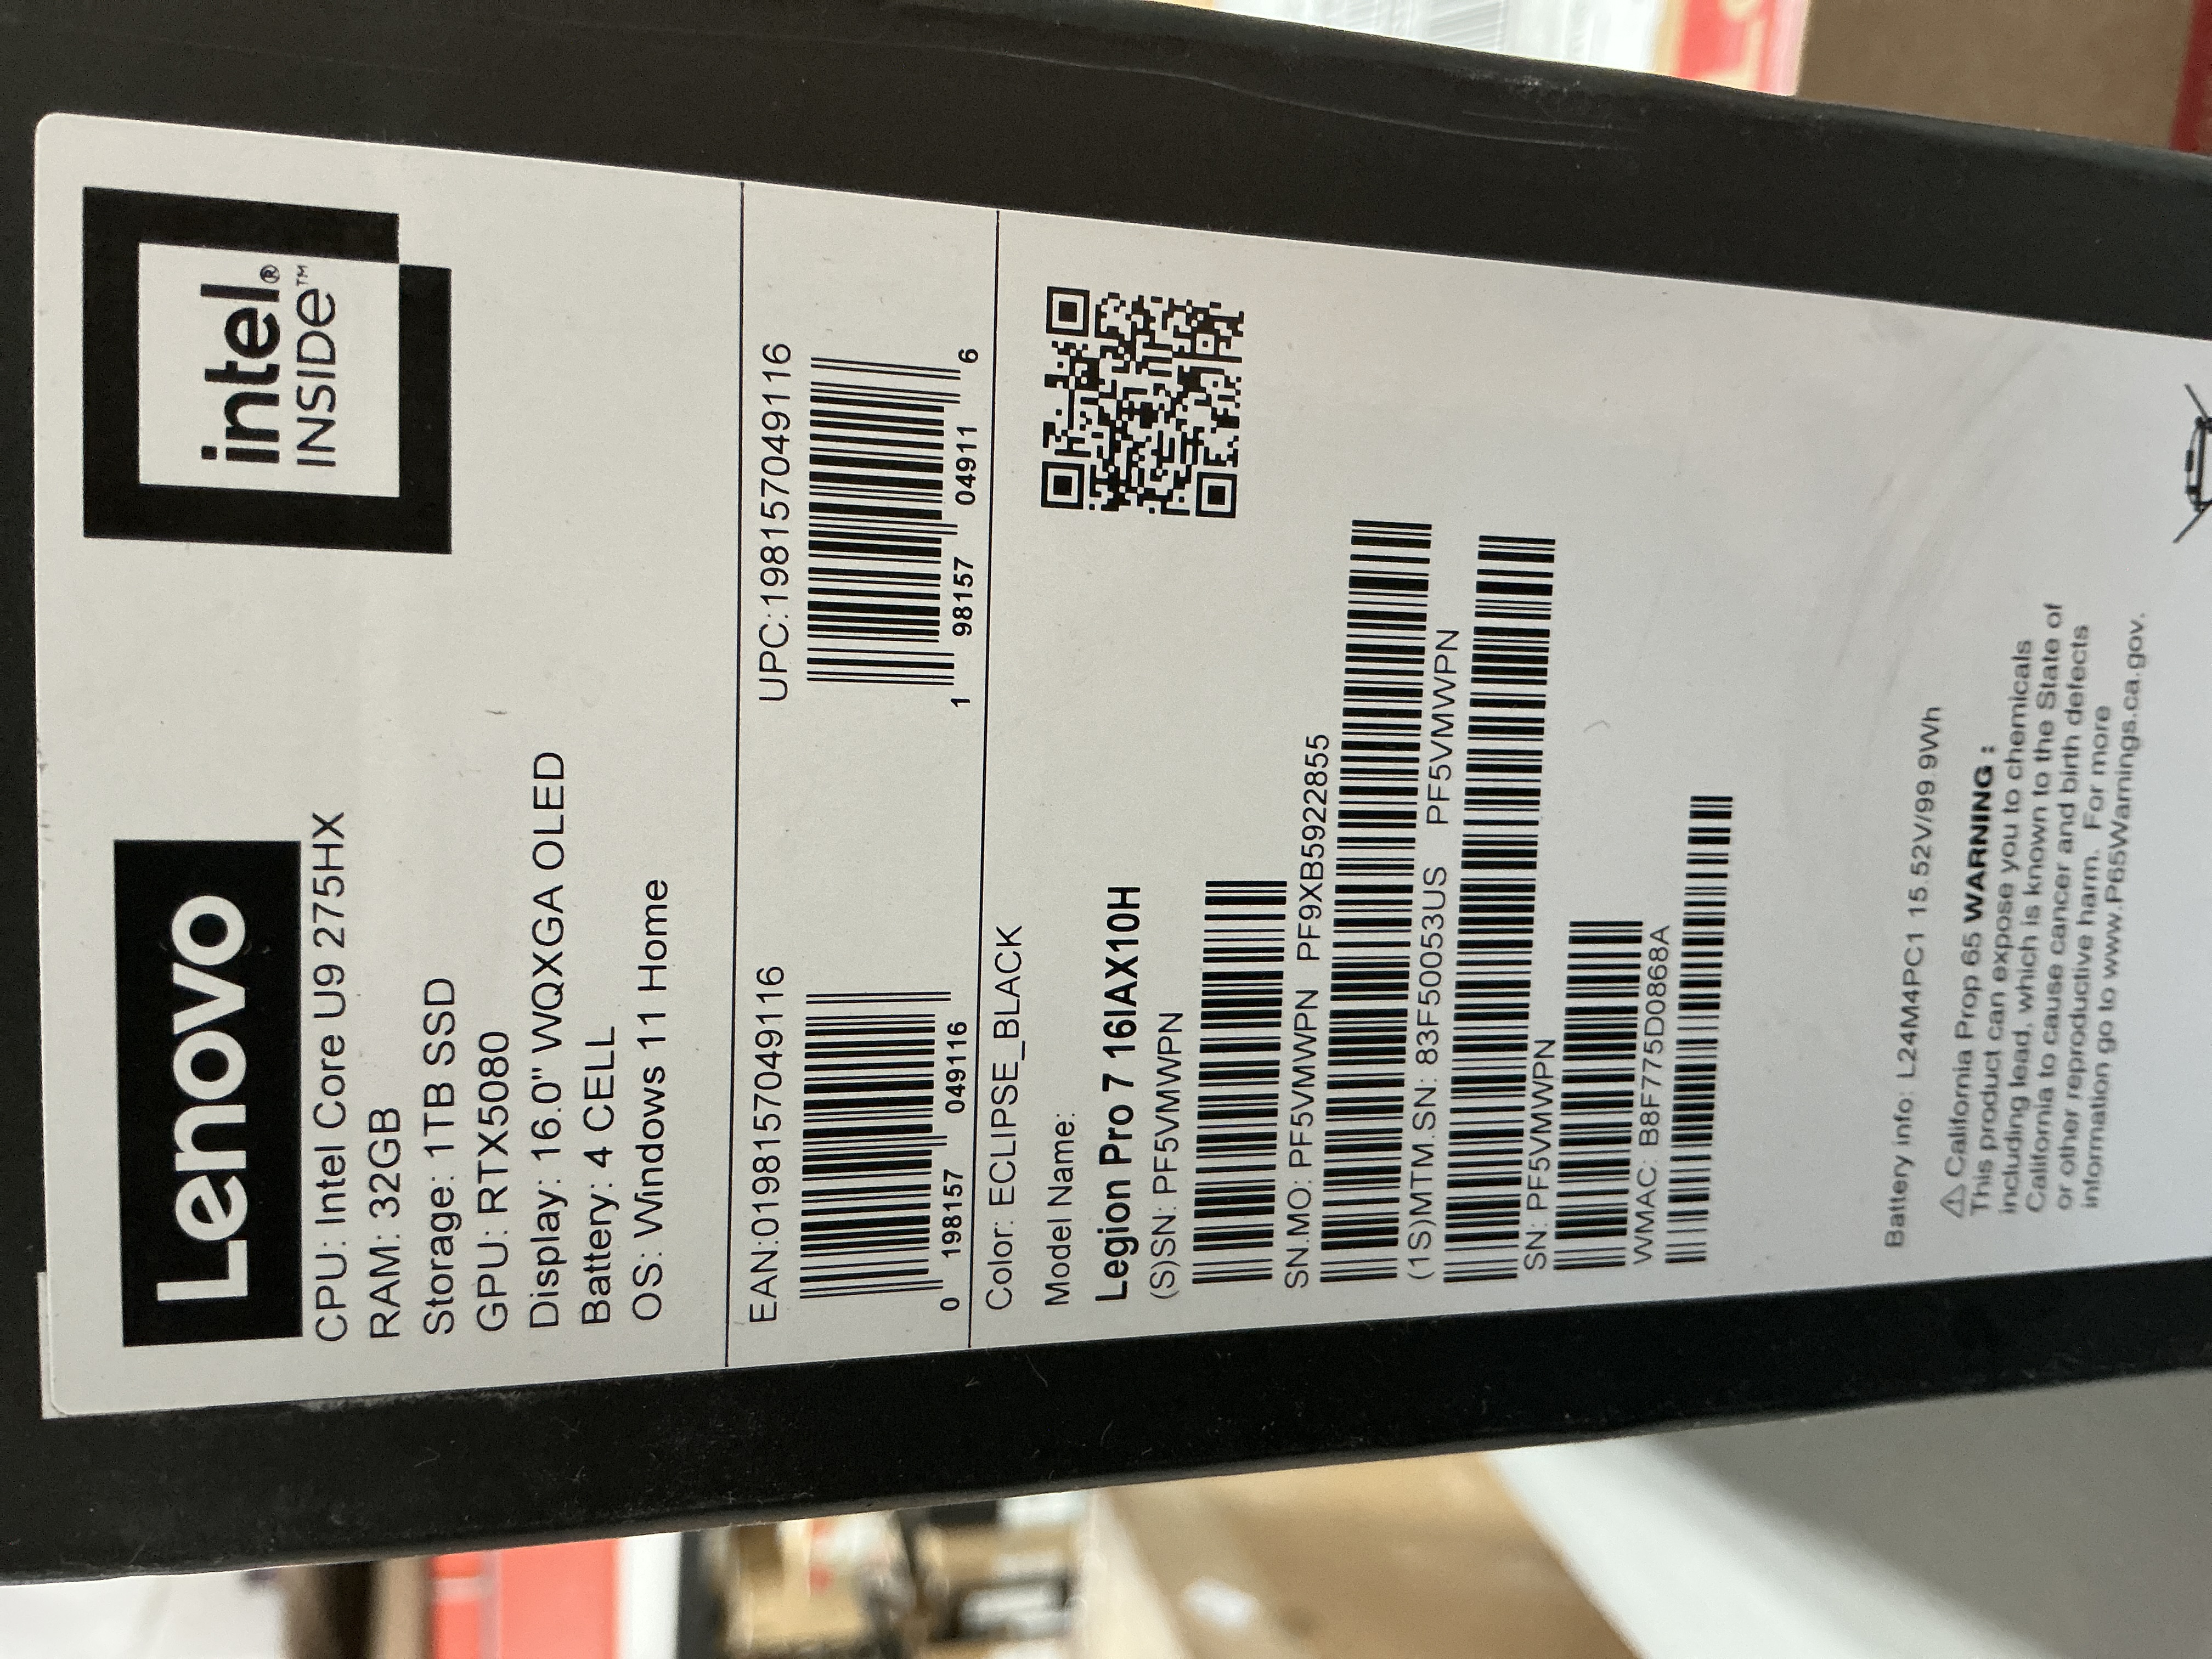 Lenovo
intel®
INSIDE™
CPU: Intel Core U9 275HX
RAM: 32GB
Storage: 1TB SSD
GPU: RTX5080
Display: 16.0" WQXGA OLED
Battery: 4 CELL
OS: Windows 11 Home
EAN:0198157049116
0 198157 049116
UPC:198157049116
1 98157 04911 6
Color: ECLIPSE_BLACK
Model Name:
Legion Pro 7 16IAX10H
(S)SN: PF5VMWPN
SN.MO: PF5VMWPN PF9XB5922855
(1S)MTM.SN: 83F50053US PF5VMWPN
SN: PF5VMWPN
WMAC: B8F775D0868A
Battery info: L24M4PC1 15.52V/99.9Wh
⚠California Prop 65 WARNING :
This product can expose you to chemicals
including lead, which is known to the State of
California to cause cancer and birth defects
or other reproductive harm. For more
information go to www.P65Warnings.ca.gov.